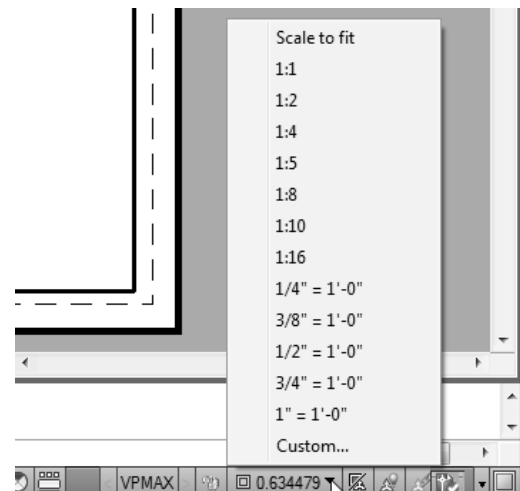 Scale to fit
1:1
1:2
1:4
1:5
1:8
1:10
1:16
1/4" = 1'-0"
3/8" = 1'-0"
1/2" = 1'-0"
3/4" = 1'-0"
1" = 1'-0"
Custom...
VPMAX 0.634479